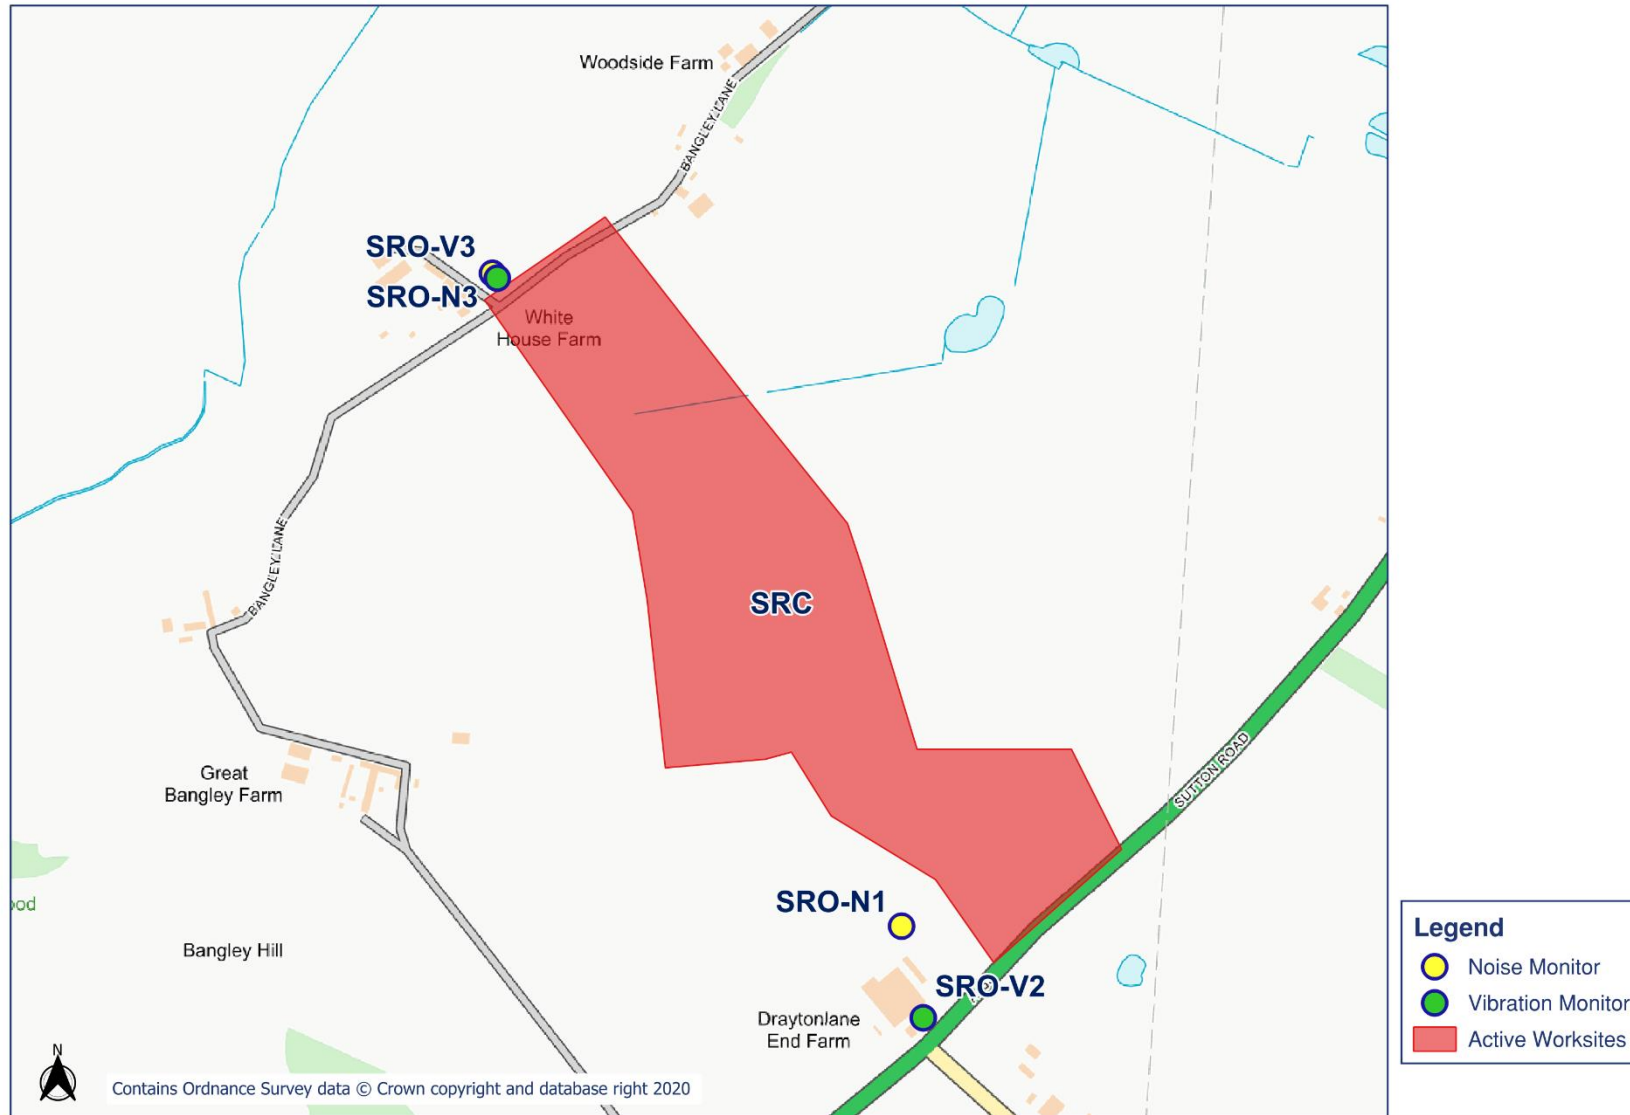 Woodside Farm
BANGLEY LANE
SRO-V3
SRO-N3
White
House Farm
BANGLEY LANE
SRC
SUTTON ROAD
Great
Bangley Farm
ood
SRO-N1
Bangley Hill
SRO-V2
Draytonlane
End Farm
N
Contains Ordnance Survey data © Crown copyright and database right 2020
Legend
Noise Monitor
Vibration Monitor
Active Worksites